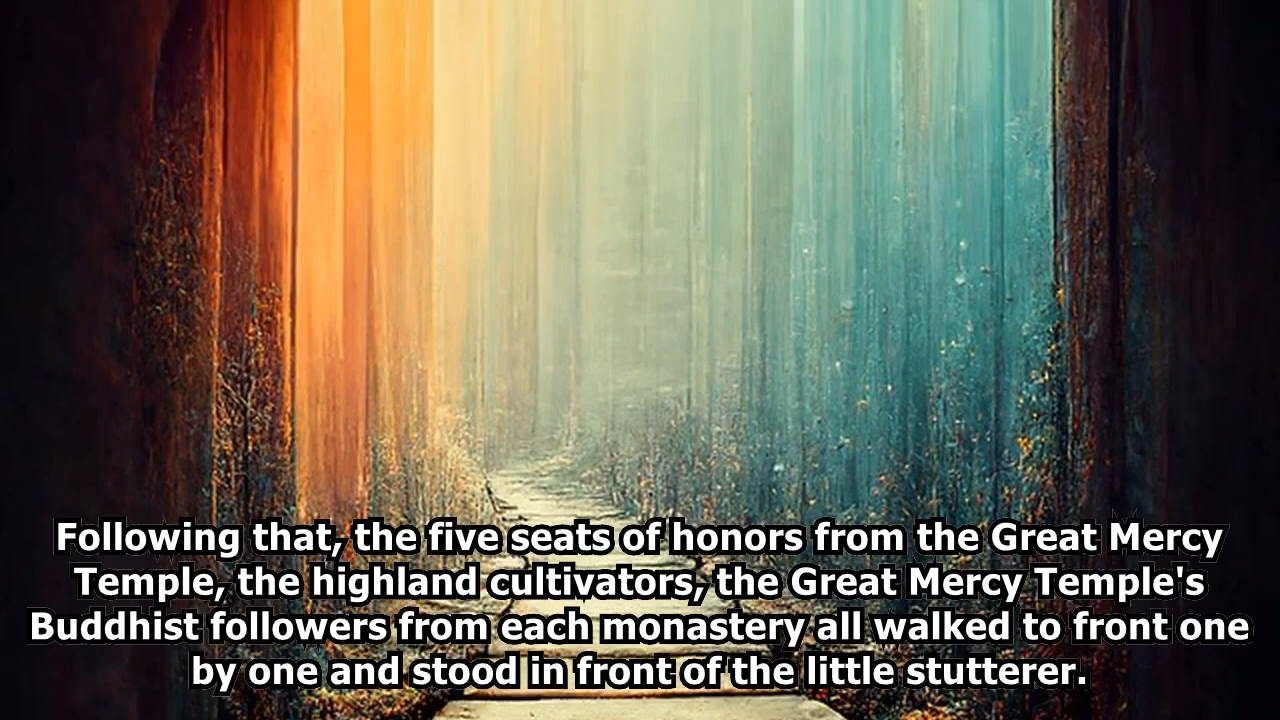 Following that, the five seats of honors from the Great Mercy
Temple, the highland cultivators, the Great Mercy Temple's
Buddhist followers from each monastery all walked to front one
by one and stood in front of the little stutterer.